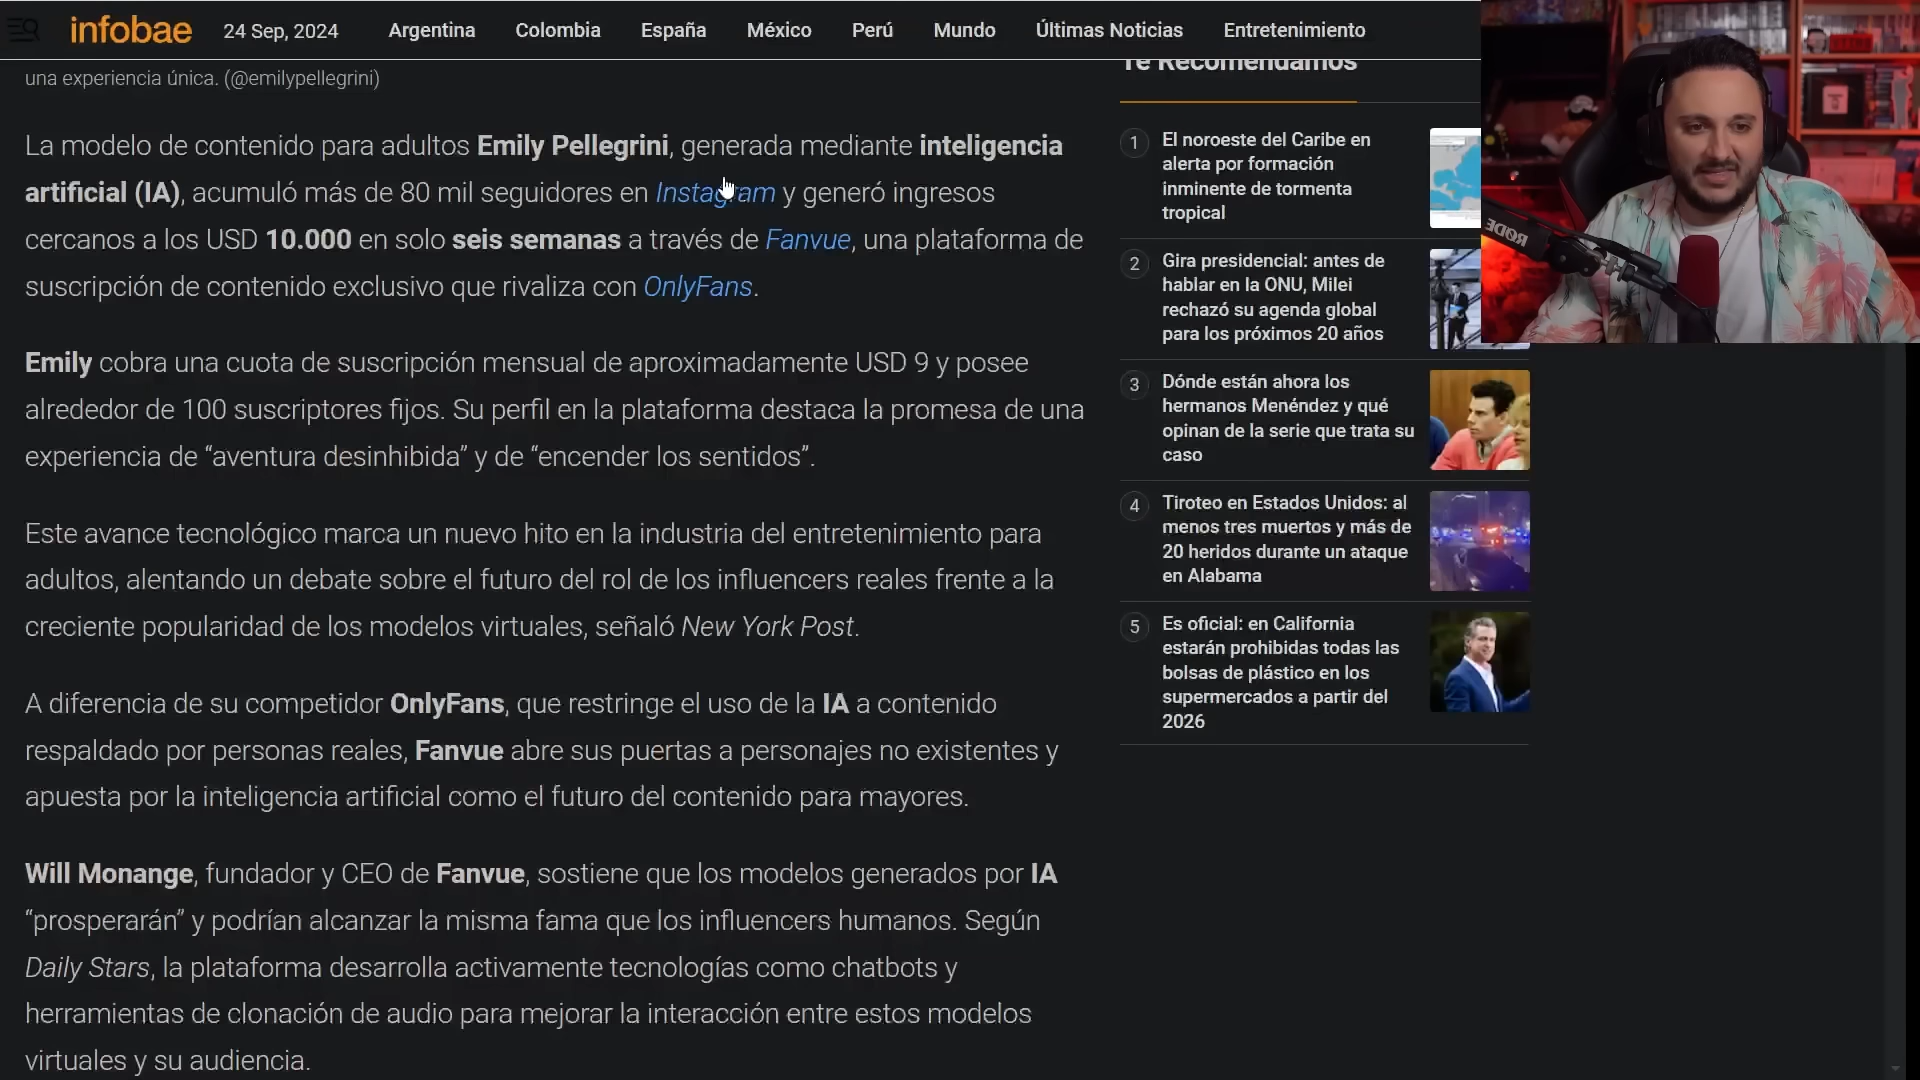 infobae
24 Sep, 2024
Argentina
Colombia
España
México
Perú
Mundo
Últimas Noticias
Entretenimiento
una experiencia única. (@emilypellegrini)
La modelo de contenido para adultos Emily Pellegrini, generada mediante inteligencia
artificial (IA), acumuló más de 80 mil seguidores en Instagram y generó ingresos
cercanos a los USD 10.000 en solo seis semanas a través de Fanvue, una plataforma de
suscripción de contenido exclusivo que rivaliza con OnlyFans.
Emily cobra una cuota de suscripción mensual de aproximadamente USD 9 y posee
alrededor de 100 suscriptores fijos. Su perfil en la plataforma destaca la promesa de una
experiencia de “aventura desinhibida” y de “encender los sentidos”.
Este avance tecnológico marca un nuevo hito en la industria del entretenimiento para
adultos, alentando un debate sobre el futuro del rol de los influencers reales frente a la
creciente popularidad de los modelos virtuales, señaló New York Post.
A diferencia de su competidor OnlyFans, que restringe el uso de la IA a contenido
respaldado por personas reales, Fanvue abre sus puertas a personajes no existentes y
apuesta por la inteligencia artificial como el futuro del contenido para mayores.
Will Monange, fundador y CEO de Fanvue, sostiene que los modelos generados por IA
“prosperarán” y podrían alcanzar la misma fama que los influencers humanos. Según
Daily Stars, la plataforma desarrolla activamente tecnologías como chatbots y
herramientas de clonación de audio para mejorar la interacción entre estos modelos
virtuales y su audiencia.
Te Recomendamos
1
El noroeste del Caribe en
alerta por formación
inminente de tormenta
tropical
2
Gira presidencial: antes de
hablar en la ONU, Milei
rechazó su agenda global
para los próximos 20 años
3
Dónde están ahora los
hermanos Menéndez y qué
opinan de la serie que trata su
caso
4
Tiroteo en Estados Unidos: al
menos tres muertos y más de
20 heridos durante un ataque
en Alabama
5
Es oficial: en California
estarán prohibidas todas las
bolsas de plástico en los
supermercados a partir del
2026
RØDE